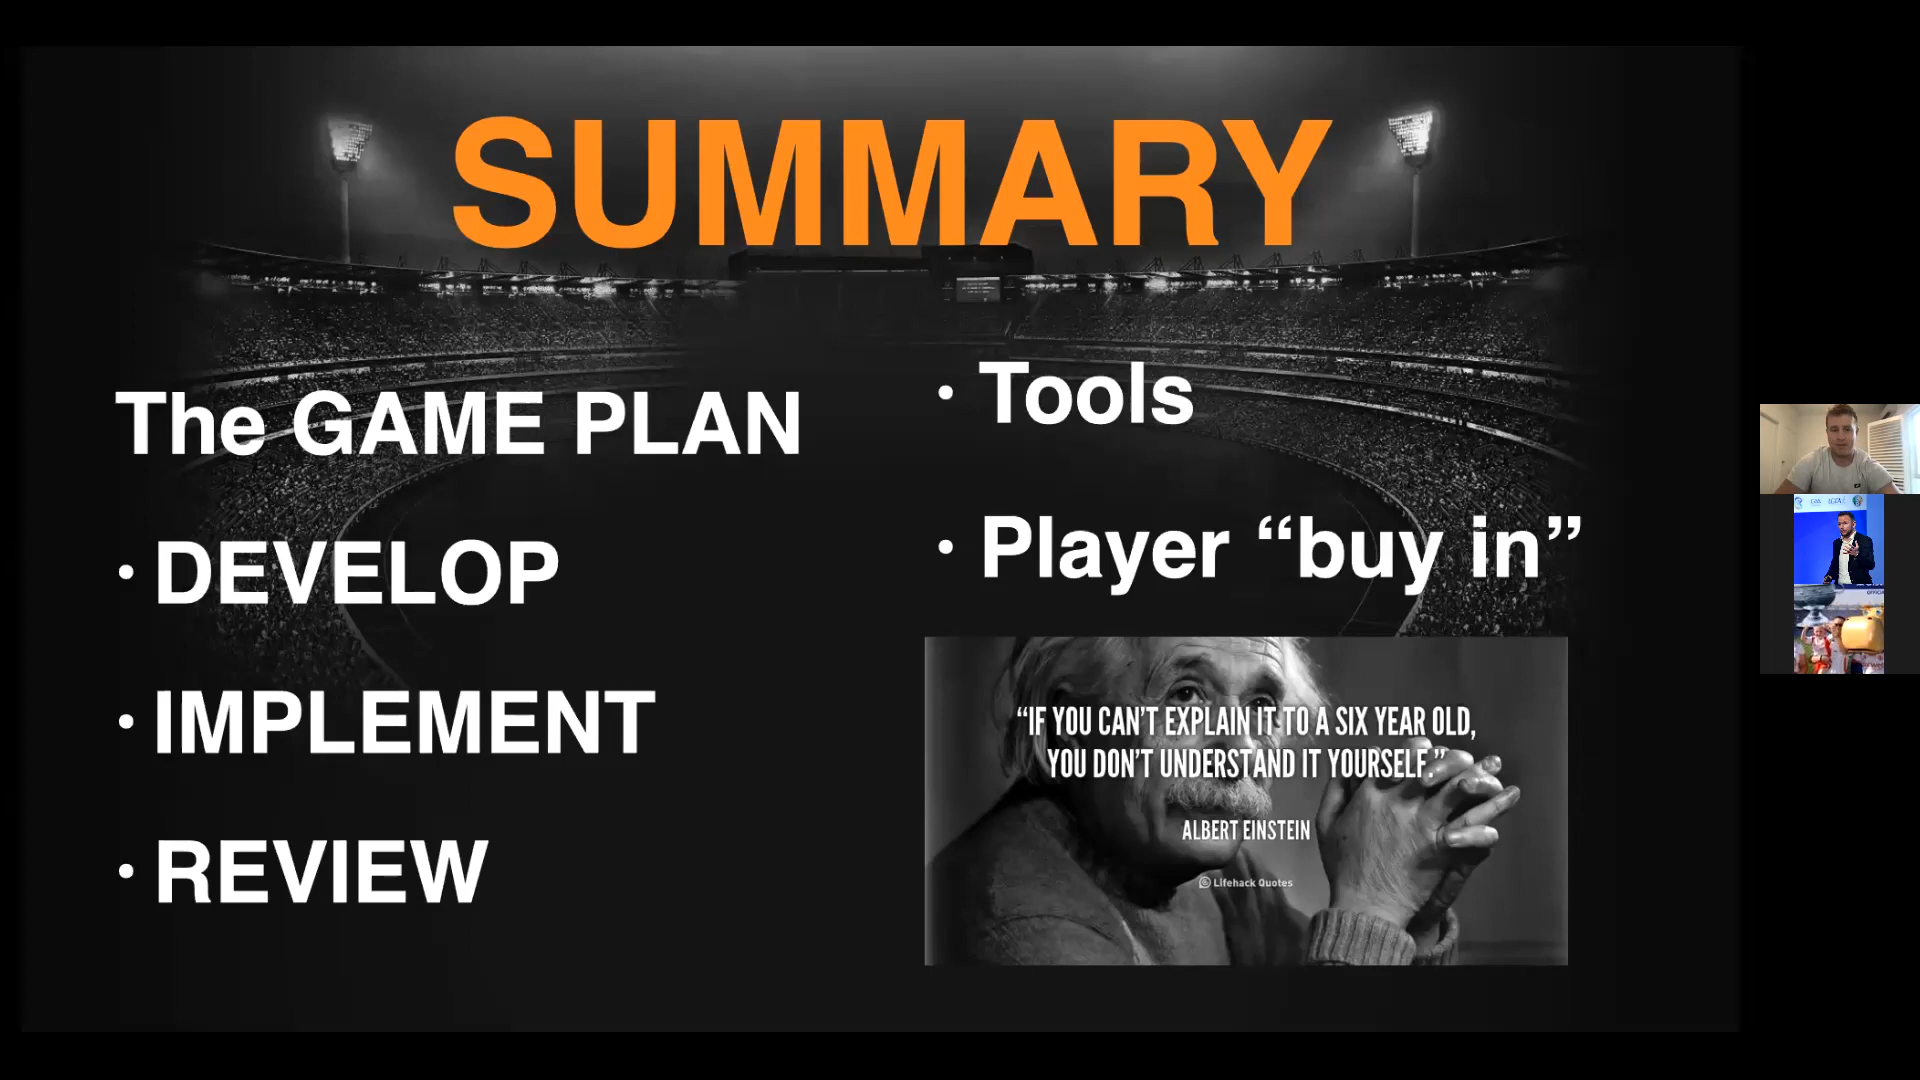 SUMMARY
The GAME PLAN
• DEVELOP
• IMPLEMENT
• REVIEW
• Tools
• Player “buy in”
“IF YOU CAN’T EXPLAIN IT TO A SIX YEAR OLD,
YOU DON’T UNDERSTAND IT YOURSELF.”
ALBERT EINSTEIN
Lifehack Quotes